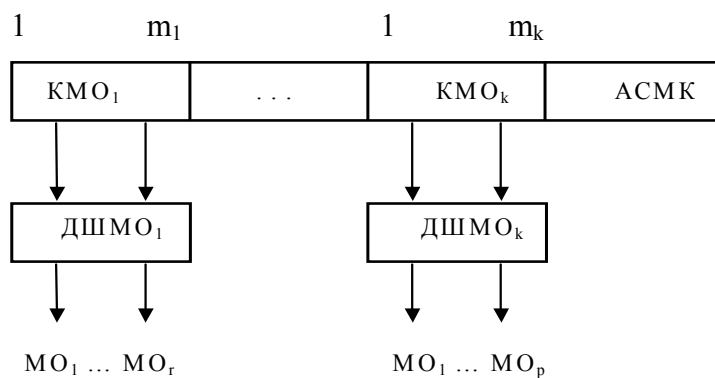 1 m₁ 1 mₖ
КМО₁ ... КМОₖ АСМК
ДШМО₁ ДШМОₖ
МО₁ ... МОᵣ МО₁ ... МОₚ